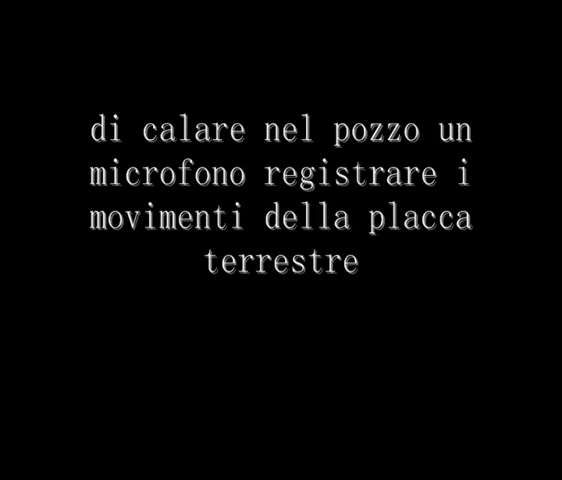 di calare nel pozzo un
microfono registrare i
movimenti della placca
terrestre